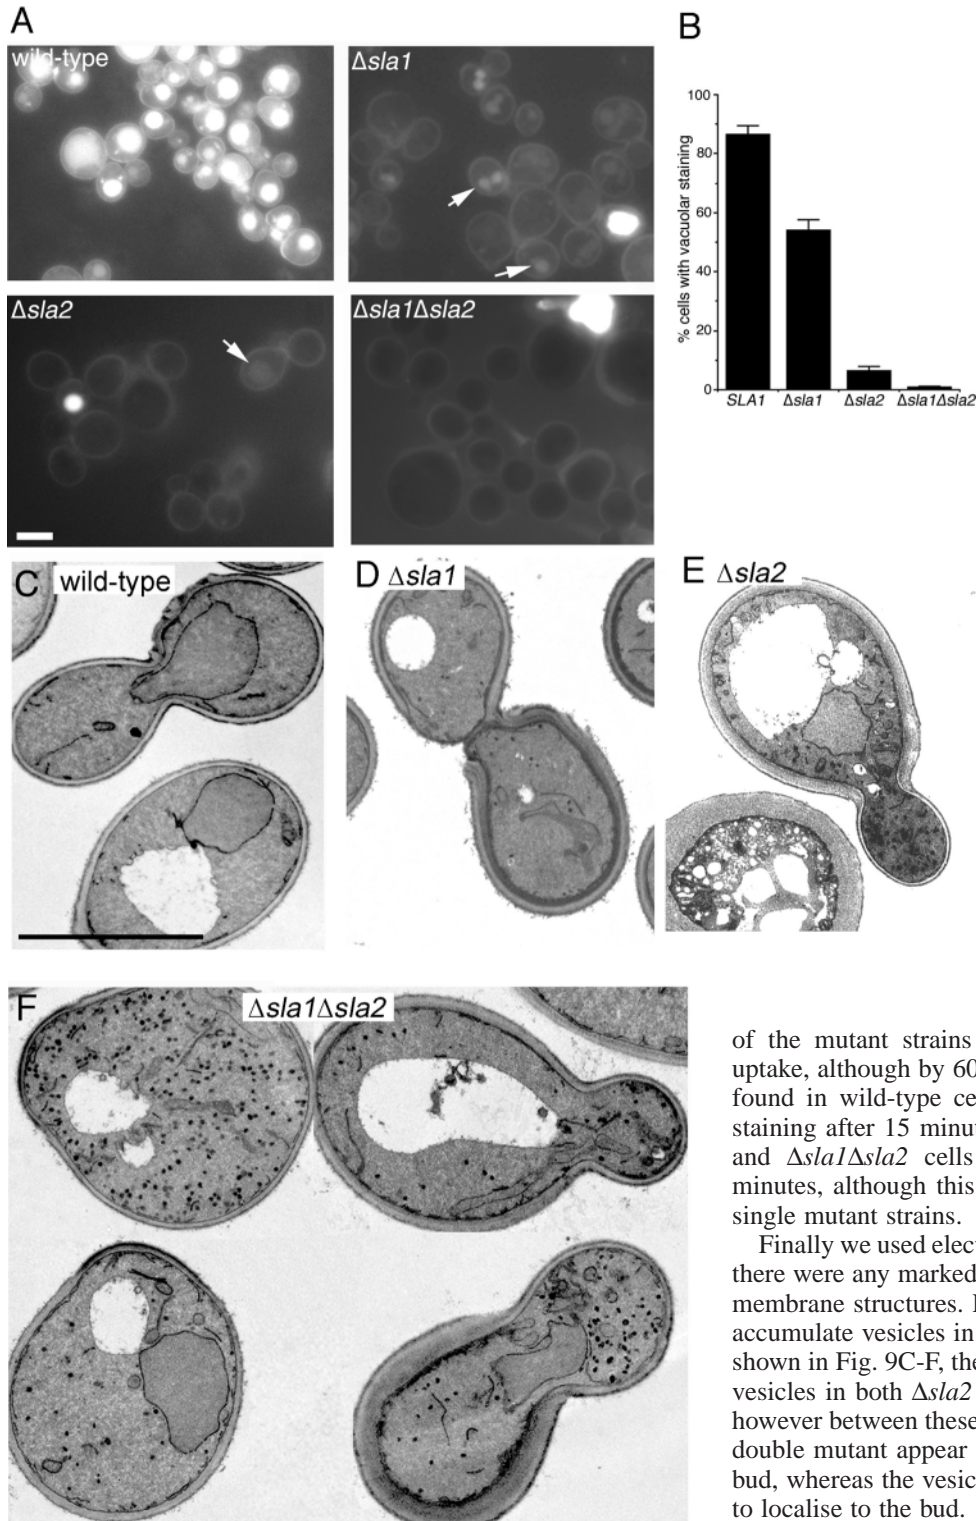 A
wild-type
Δsla1
Δsla2
Δsla1Δsla2
B
% cells with vacuolar staining
100
80
60
40
20
0
SLA1 Δsla1 Δsla2 Δsla1Δsla2
C wild-type
D Δsla1
E Δsla2
F Δsla1Δsla2
of the mutant strains
uptake, although by 60
found in wild-type ce
staining after 15 minut
and Δsla1Δsla2 cells
minutes, although this
single mutant strains.
Finally we used elect
there were any marked
membrane structures.
accumulate vesicles in
shown in Fig. 9C-F, the
vesicles in both Δsla2
however between these
double mutant appear
bud, whereas the vesic
to localise to the bud.